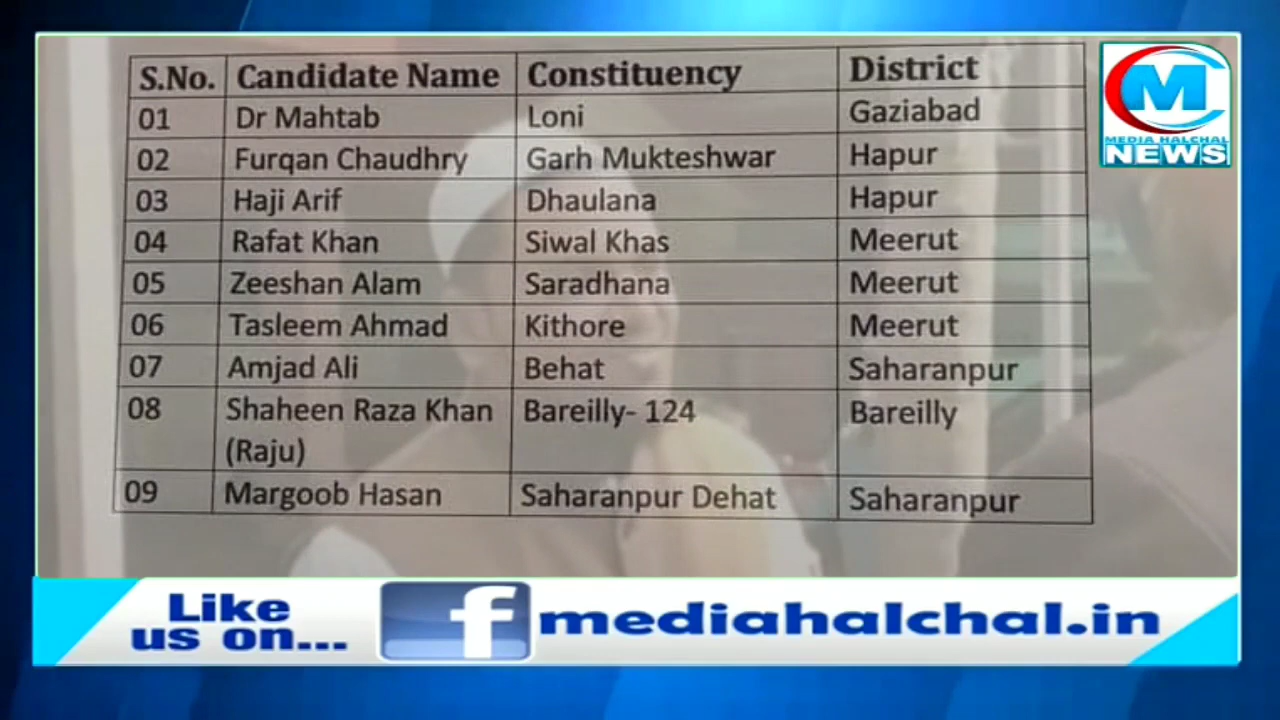 S.No. Candidate Name Constituency District
01 Dr Mahtab Loni Gaziabad
02 Furqan Chaudhry Garh Mukteshwar Hapur
03 Haji Arif Dhaulana Hapur
04 Rafat Khan Siwal Khas Meerut
05 Zeeshan Alam Saradhana Meerut
06 Tasleem Ahmad Kithore Meerut
07 Amjad Ali Behat Saharanpur
08 Shaheen Raza Khan Bareilly- 124 Bareilly
(Raju)
09 Margoob Hasan Saharanpur Dehat Saharanpur
M
MEDIA HALCHAL
NEWS
Like
us on...
f mediahalchal.in